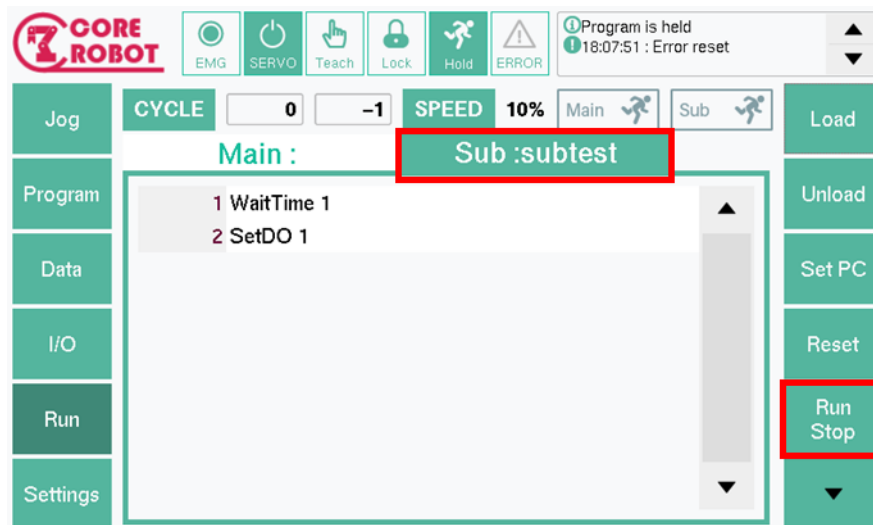 CORE
ROBOT
EMG
SERVO
Teach
Lock
Hold
ERROR
Program is held
18:07:51 : Error reset
Jog
Program
Data
I/O
Run
Settings
CYCLE 0 -1 SPEED 10% Main Sub
Main : Sub :subtest
1 WaitTime 1
2 SetDO 1
Load
Unload
Set PC
Reset
Run
Stop